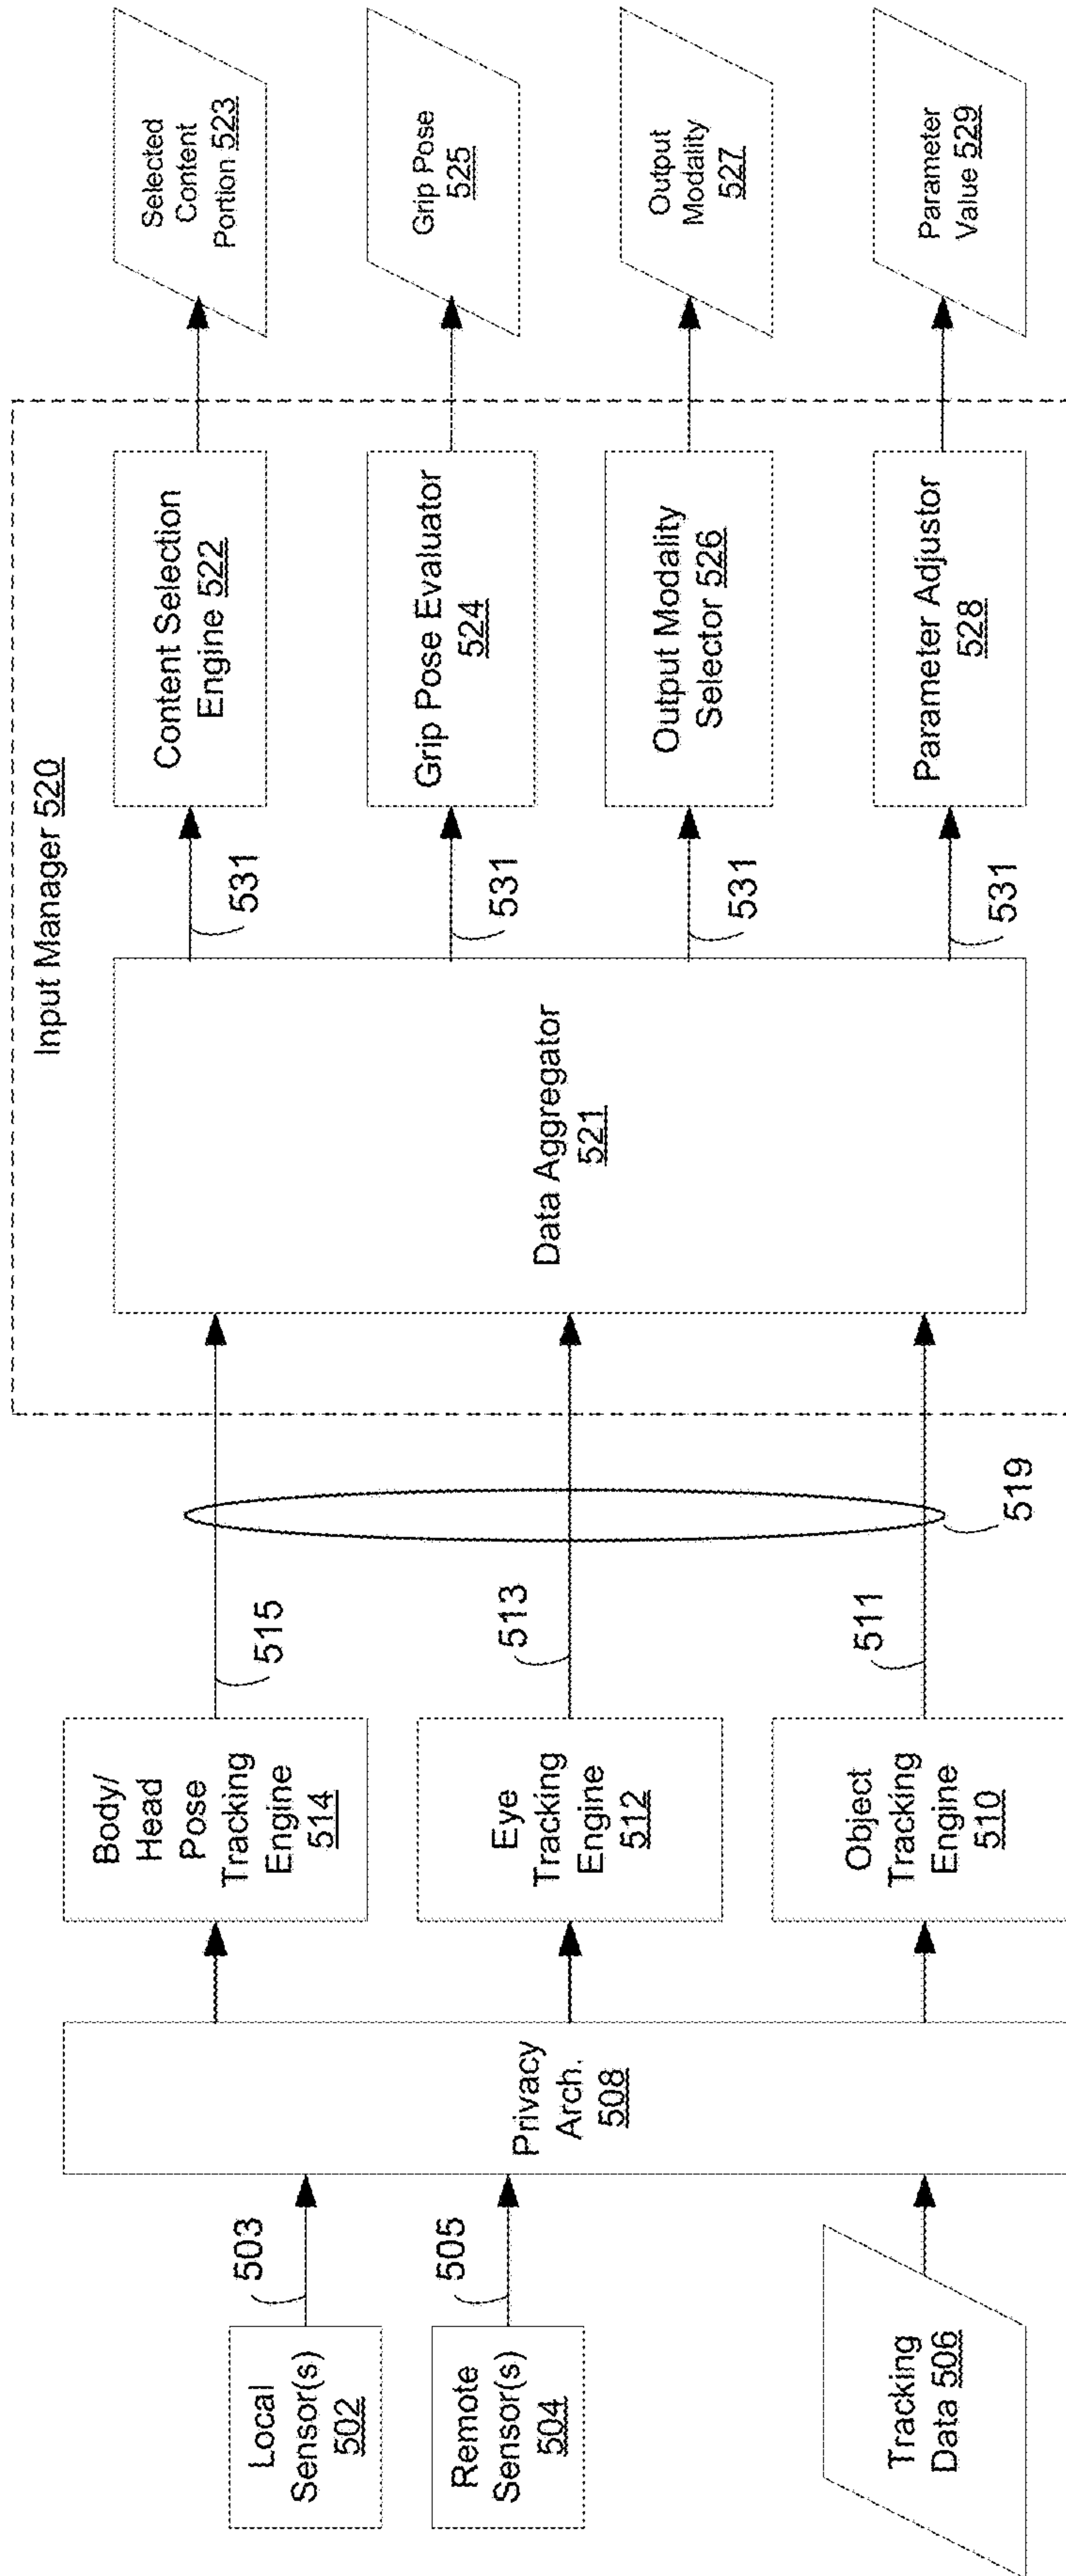 Local
Sensor(s)
502
Remote
Sensor(s)
504
Tracking
Data 506
503
505
Privacy
Arch.
508
Body/
Head
Pose
Tracking
Engine
514
Eye
Tracking
Engine
512
Object
Tracking
Engine
510
515
513
511
519
Input Manager 520
Data Aggregator
521
531
531
531
531
Content Selection
Engine 522
Grip Pose Evaluator
524
Output Modality
Selector 526
Parameter Adjustor
528
Selected
Content
Portion 523
Grip Pose
525
Output
Modality
527
Parameter
Value 529